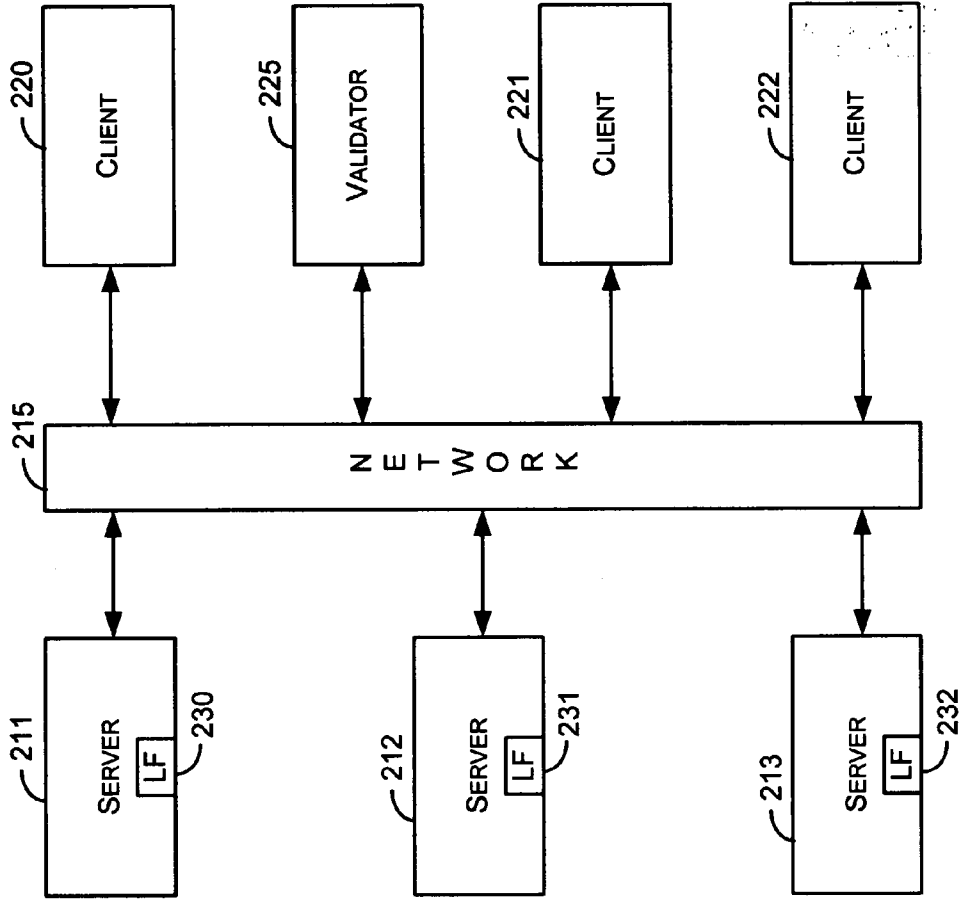 220
CLIENT
225
VALIDATOR
221
CLIENT
222
CLIENT
215
NETWORK
211
SERVER
LF
230
212
SERVER
LF
231
213
SERVER
LF
232